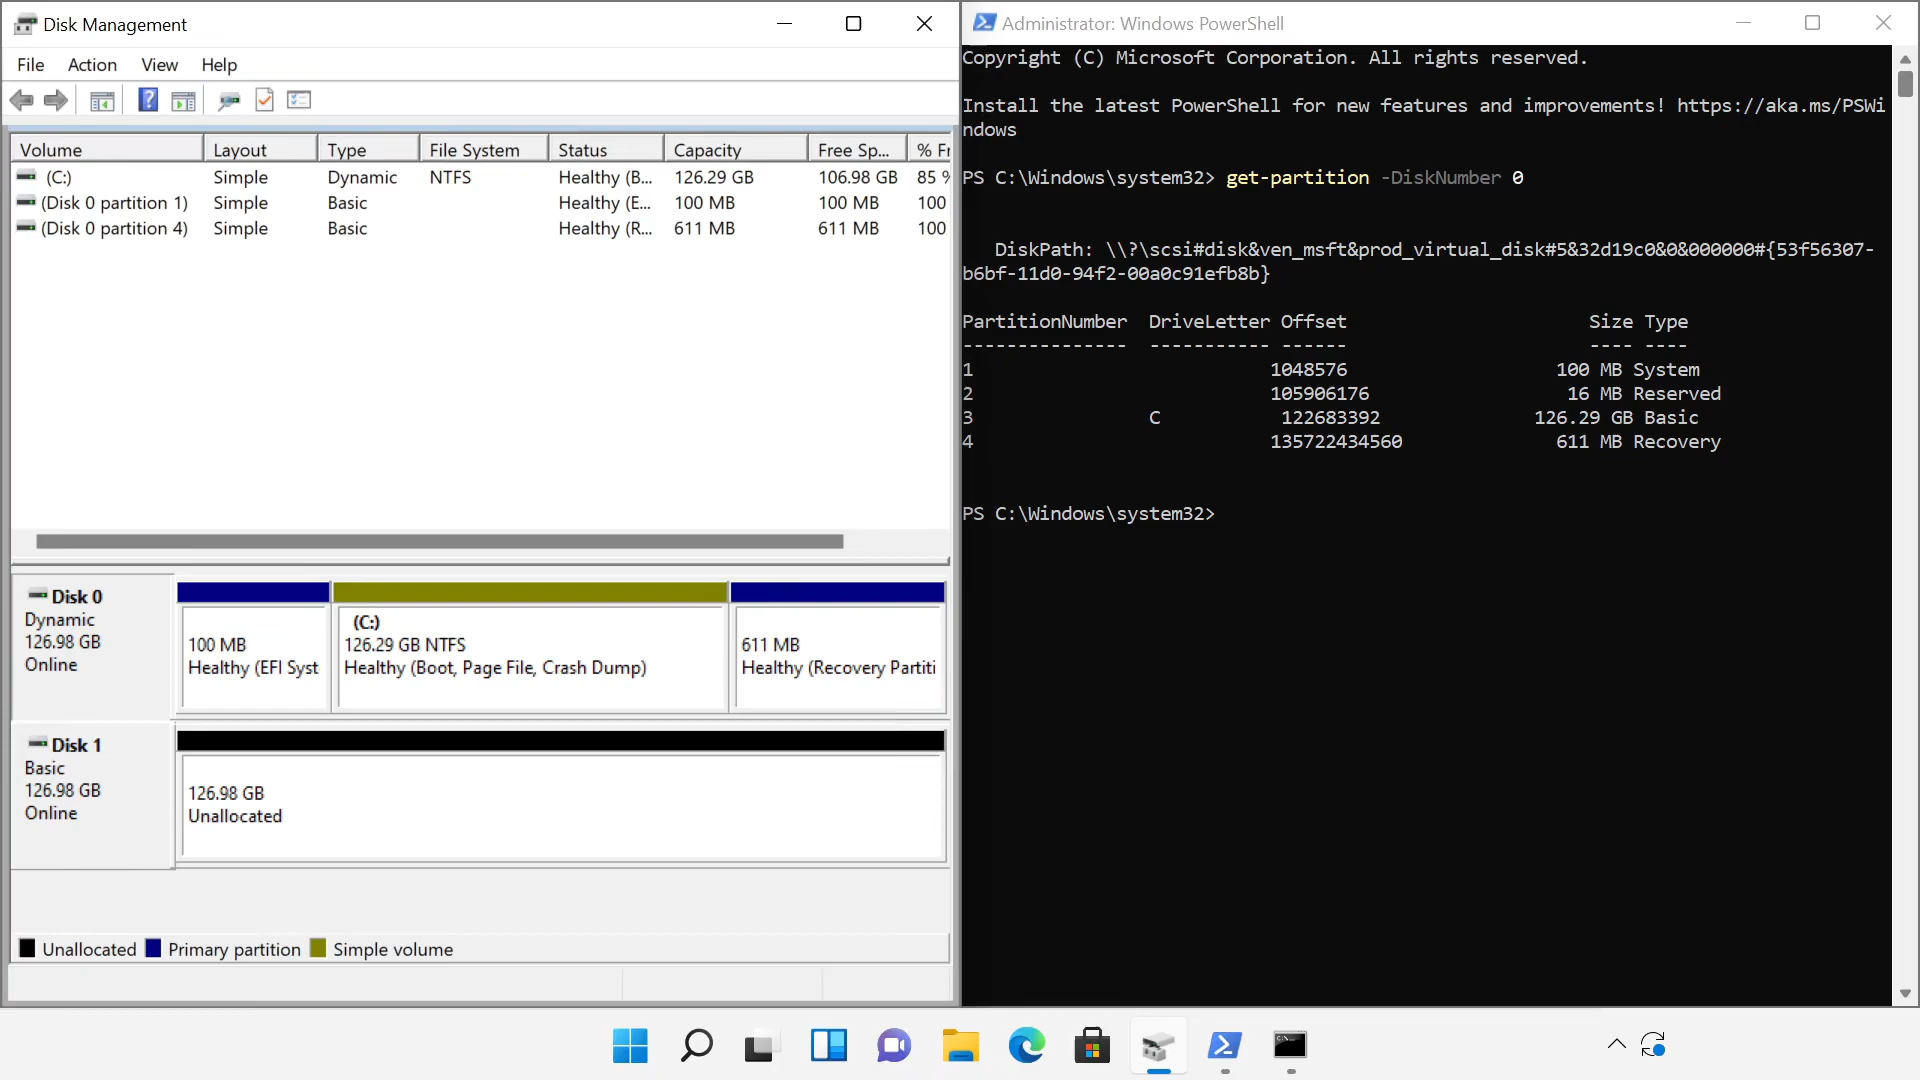 Disk Management
File Action View Help
Volume Layout Type File System Status Capacity Free Sp... % Fr
(C:) Simple Dynamic NTFS Healthy (B... 126.29 GB 106.98 GB 85 %
(Disk 0 partition 1) Simple Basic Healthy (E... 100 MB 100 MB 100
(Disk 0 partition 4) Simple Basic Healthy (R... 611 MB 611 MB 100
Disk 0
Dynamic
126.98 GB
Online
100 MB
Healthy (EFI Syst
(C:)
126.29 GB NTFS
Healthy (Boot, Page File, Crash Dump)
611 MB
Healthy (Recovery Partiti
Disk 1
Basic
126.98 GB
Online
126.98 GB
Unallocated
Unallocated Primary partition Simple volume
Administrator: Windows PowerShell
Copyright (C) Microsoft Corporation. All rights reserved.
Install the latest PowerShell for new features and improvements! https://aka.ms/PSWi
ndows
PS C:\Windows\system32> get-partition -DiskNumber 0
DiskPath: \\?\scsi#disk&ven_msft&prod_virtual_disk#5&32d19c0&0&000000#{53f56307-
b6bf-11d0-94f2-00a0c91efb8b}
PartitionNumber DriveLetter Offset Size Type
--------------- ----------- ------ ---- ----
1 1048576 100 MB System
2 105906176 16 MB Reserved
3 C 122683392 126.29 GB Basic
4 135722434560 611 MB Recovery
PS C:\Windows\system32>